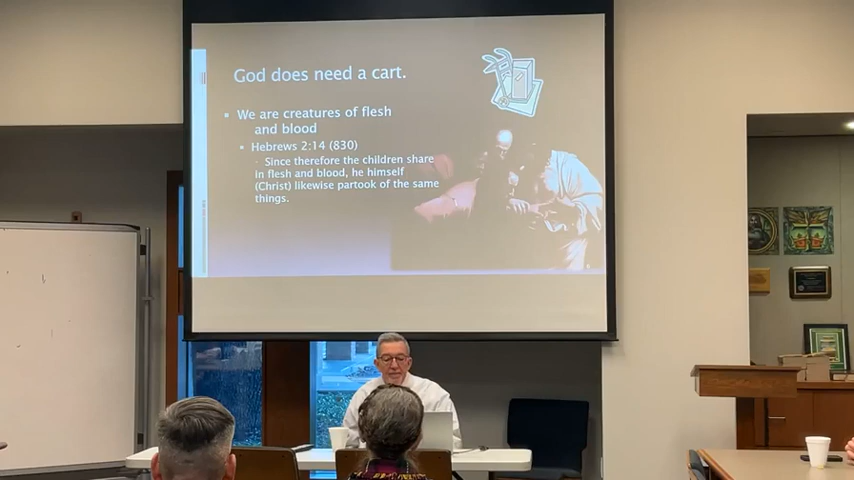 God does need a cart.
We are creatures of flesh
and blood
Hebrews 2:14 (830)
Since therefore the children share
in flesh and blood, he himself
(Christ) likewise partook of the same
things.